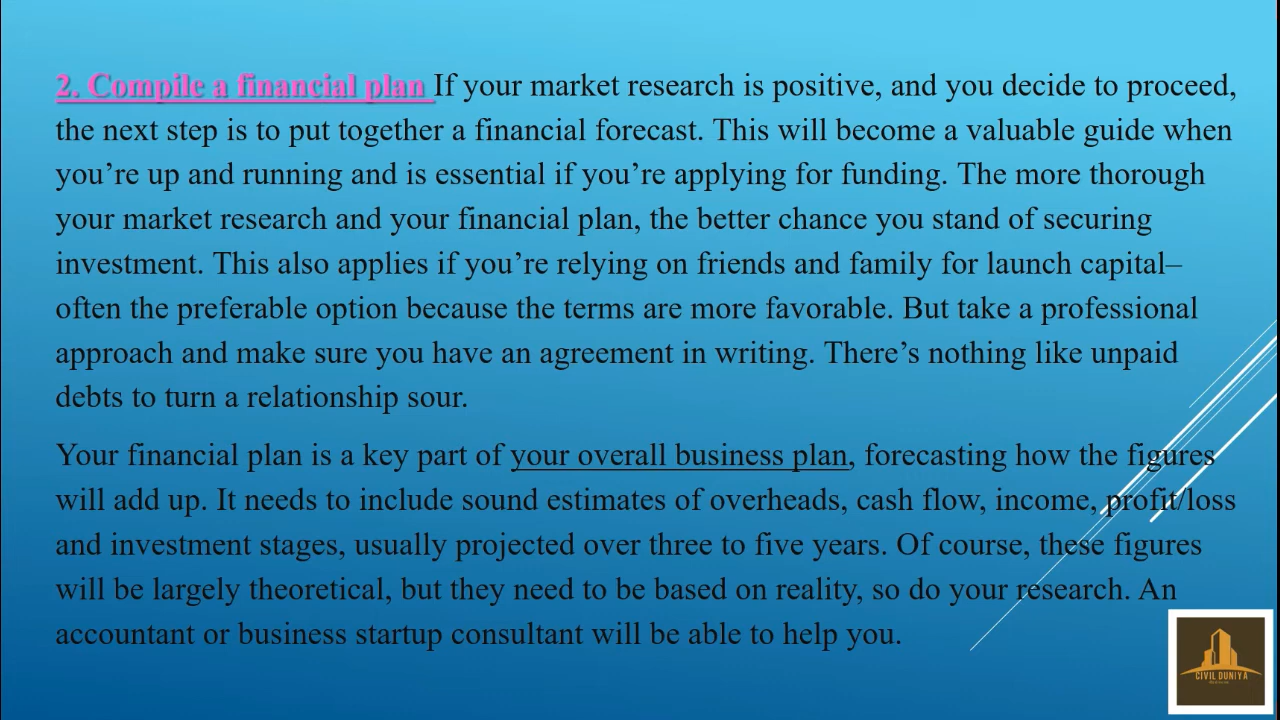 2. Compile a financial plan If your market research is positive, and you decide to proceed,
the next step is to put together a financial forecast. This will become a valuable guide when
you’re up and running and is essential if you’re applying for funding. The more thorough
your market research and your financial plan, the better chance you stand of securing
investment. This also applies if you’re relying on friends and family for launch capital–
often the preferable option because the terms are more favorable. But take a professional
approach and make sure you have an agreement in writing. There’s nothing like unpaid
debts to turn a relationship sour.
Your financial plan is a key part of your overall business plan, forecasting how the figures
will add up. It needs to include sound estimates of overheads, cash flow, income, profit/loss
and investment stages, usually projected over three to five years. Of course, these figures
will be largely theoretical, but they need to be based on reality, so do your research. An
accountant or business startup consultant will be able to help you.
CIVIL DUNIYA